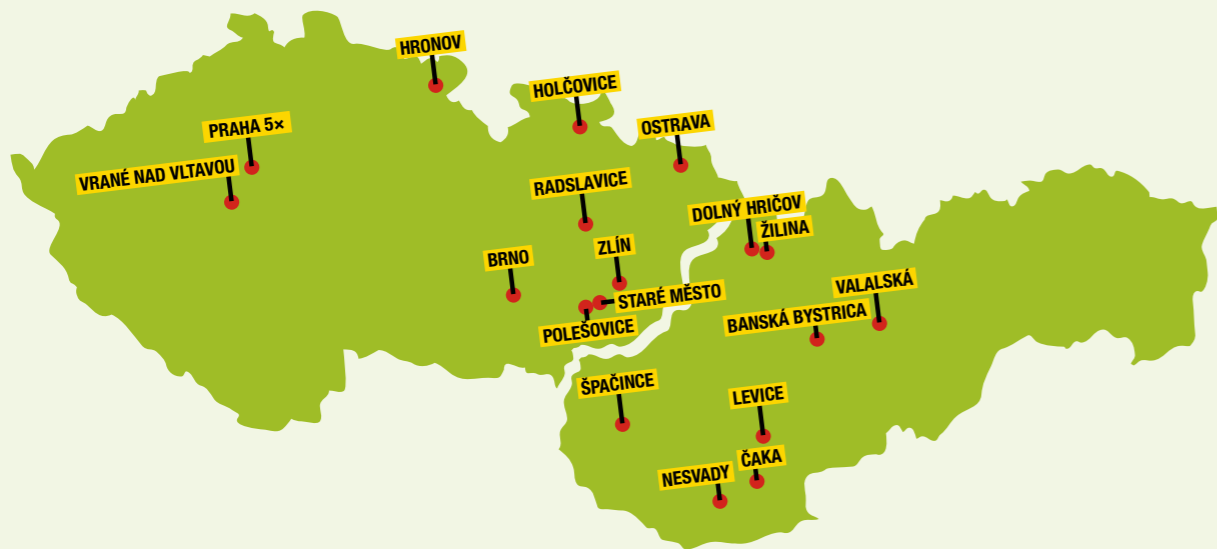 HRONOV
HOLČOVICE
PRAHA 5×
OSTRAVA
VRANÉ NAD VLTAVOU
RADSLAVICE
DOLNÝ HRIČOV
ŽILINA
ZLÍN
BRNO
STARÉ MĚSTO
VALALSKÁ
BANSKÁ BYSTRICA
POLEŠOVICE
ŠPAČINCE
LEVICE
ČAKA
NESVADY